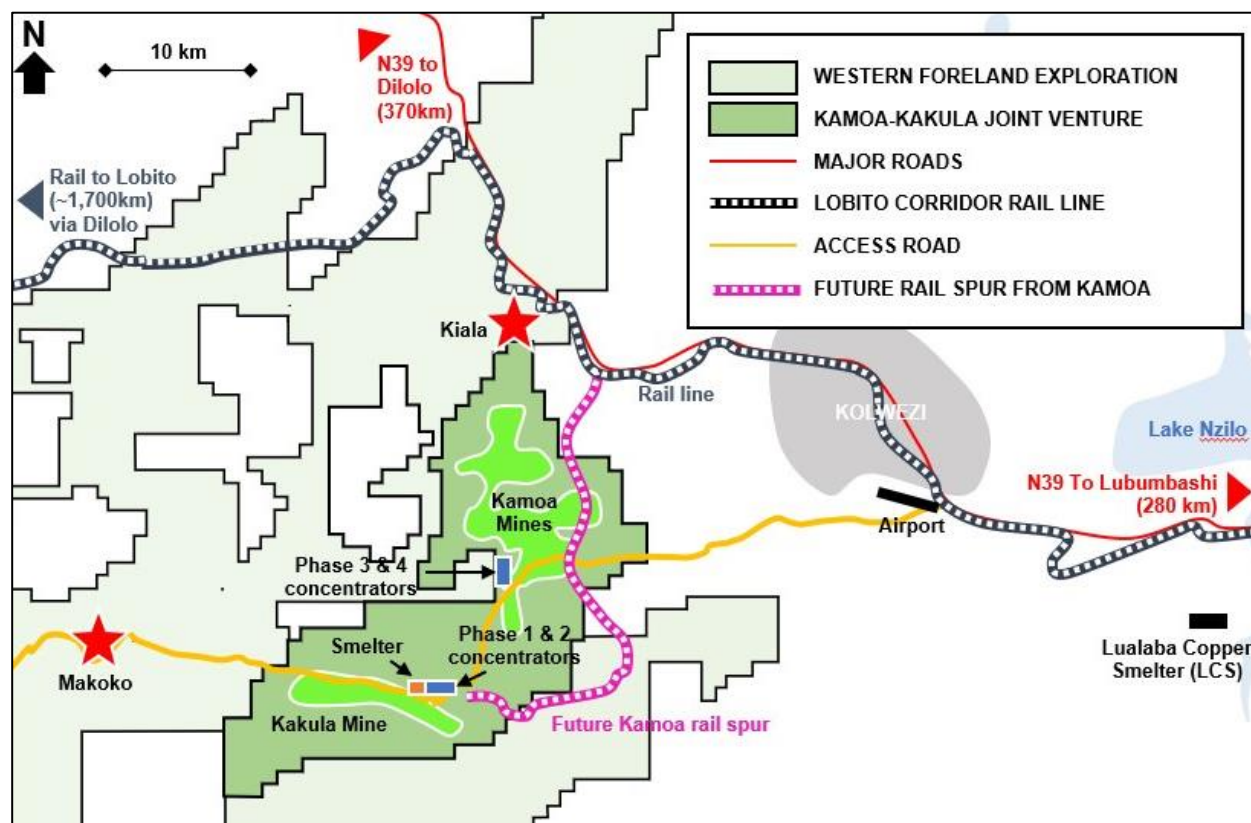 N
10 km
N39 to
Dilolo
(370km)
WESTERN FORELAND EXPLORATION
KAMOA-KAKULA JOINT VENTURE
MAJOR ROADS
LOBITO CORRIDOR RAIL LINE
ACCESS ROAD
FUTURE RAIL SPUR FROM KAMOA
Rail to Lobito
(~1,700km)
via Dilolo
Kiala
Rail line
KOLWEZI
Lake Nzilo
N39 To Lubumbashi
(280 km)
Airport
Kamoa
Mines
Phase 3 & 4
concentrators
Smelter
Phase 1 & 2
concentrators
Makoko
Kakula Mine
Future Kamoa rail spur
Lualaba Copper
Smelter (LCS)